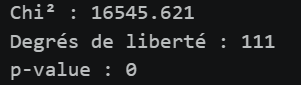 Chi² : 16545.621
Degrés de liberté : 111
p-value : 0